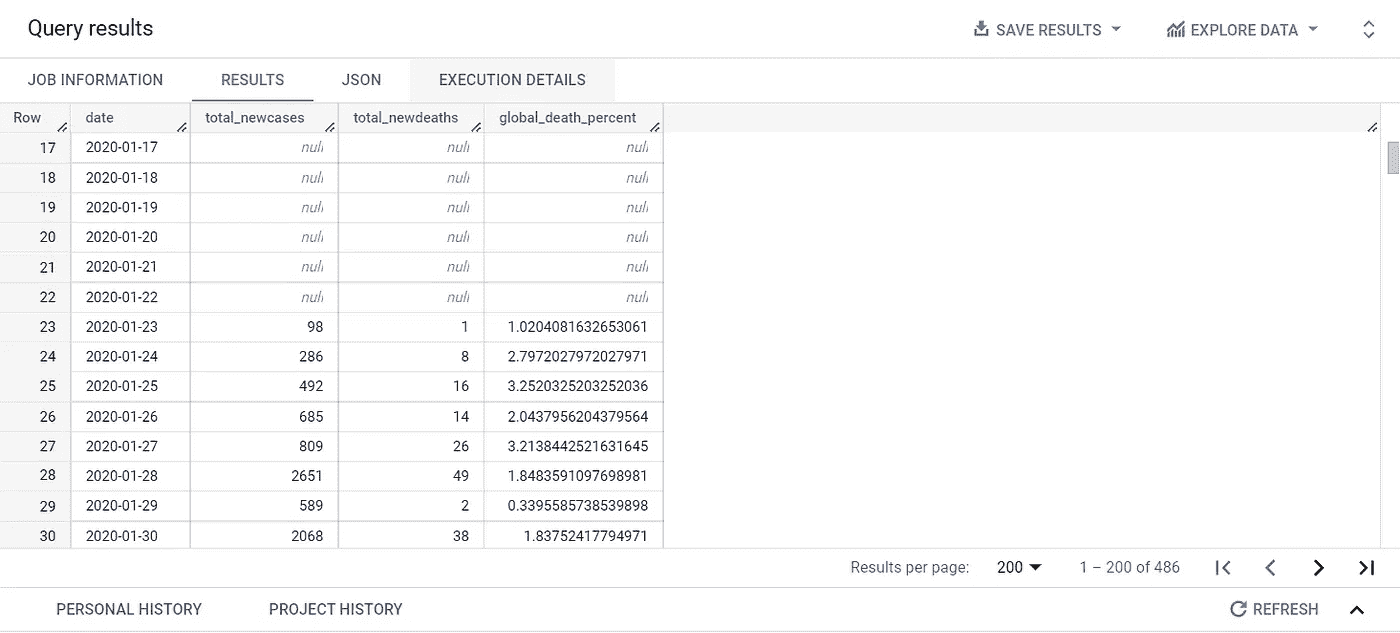 Query results SAVE RESULTS EXPLORE DATA
JOB INFORMATION RESULTS JSON EXECUTION DETAILS
Row date total_newcases total_newdeaths global_death_percent
17 2020-01-17 null null null
18 2020-01-18 null null null
19 2020-01-19 null null null
20 2020-01-20 null null null
21 2020-01-21 null null null
22 2020-01-22 null null null
23 2020-01-23 98 1 1.0204081632653061
24 2020-01-24 286 8 2.7972027972027971
25 2020-01-25 492 16 3.2520325203252036
26 2020-01-26 685 14 2.0437956204379564
27 2020-01-27 809 26 3.2138442521631645
28 2020-01-28 2651 49 1.8483591097698981
29 2020-01-29 589 2 0.3395585738539898
30 2020-01-30 2068 38 1.83752417794971
Results per page: 200 1 – 200 of 486
PERSONAL HISTORY PROJECT HISTORY REFRESH